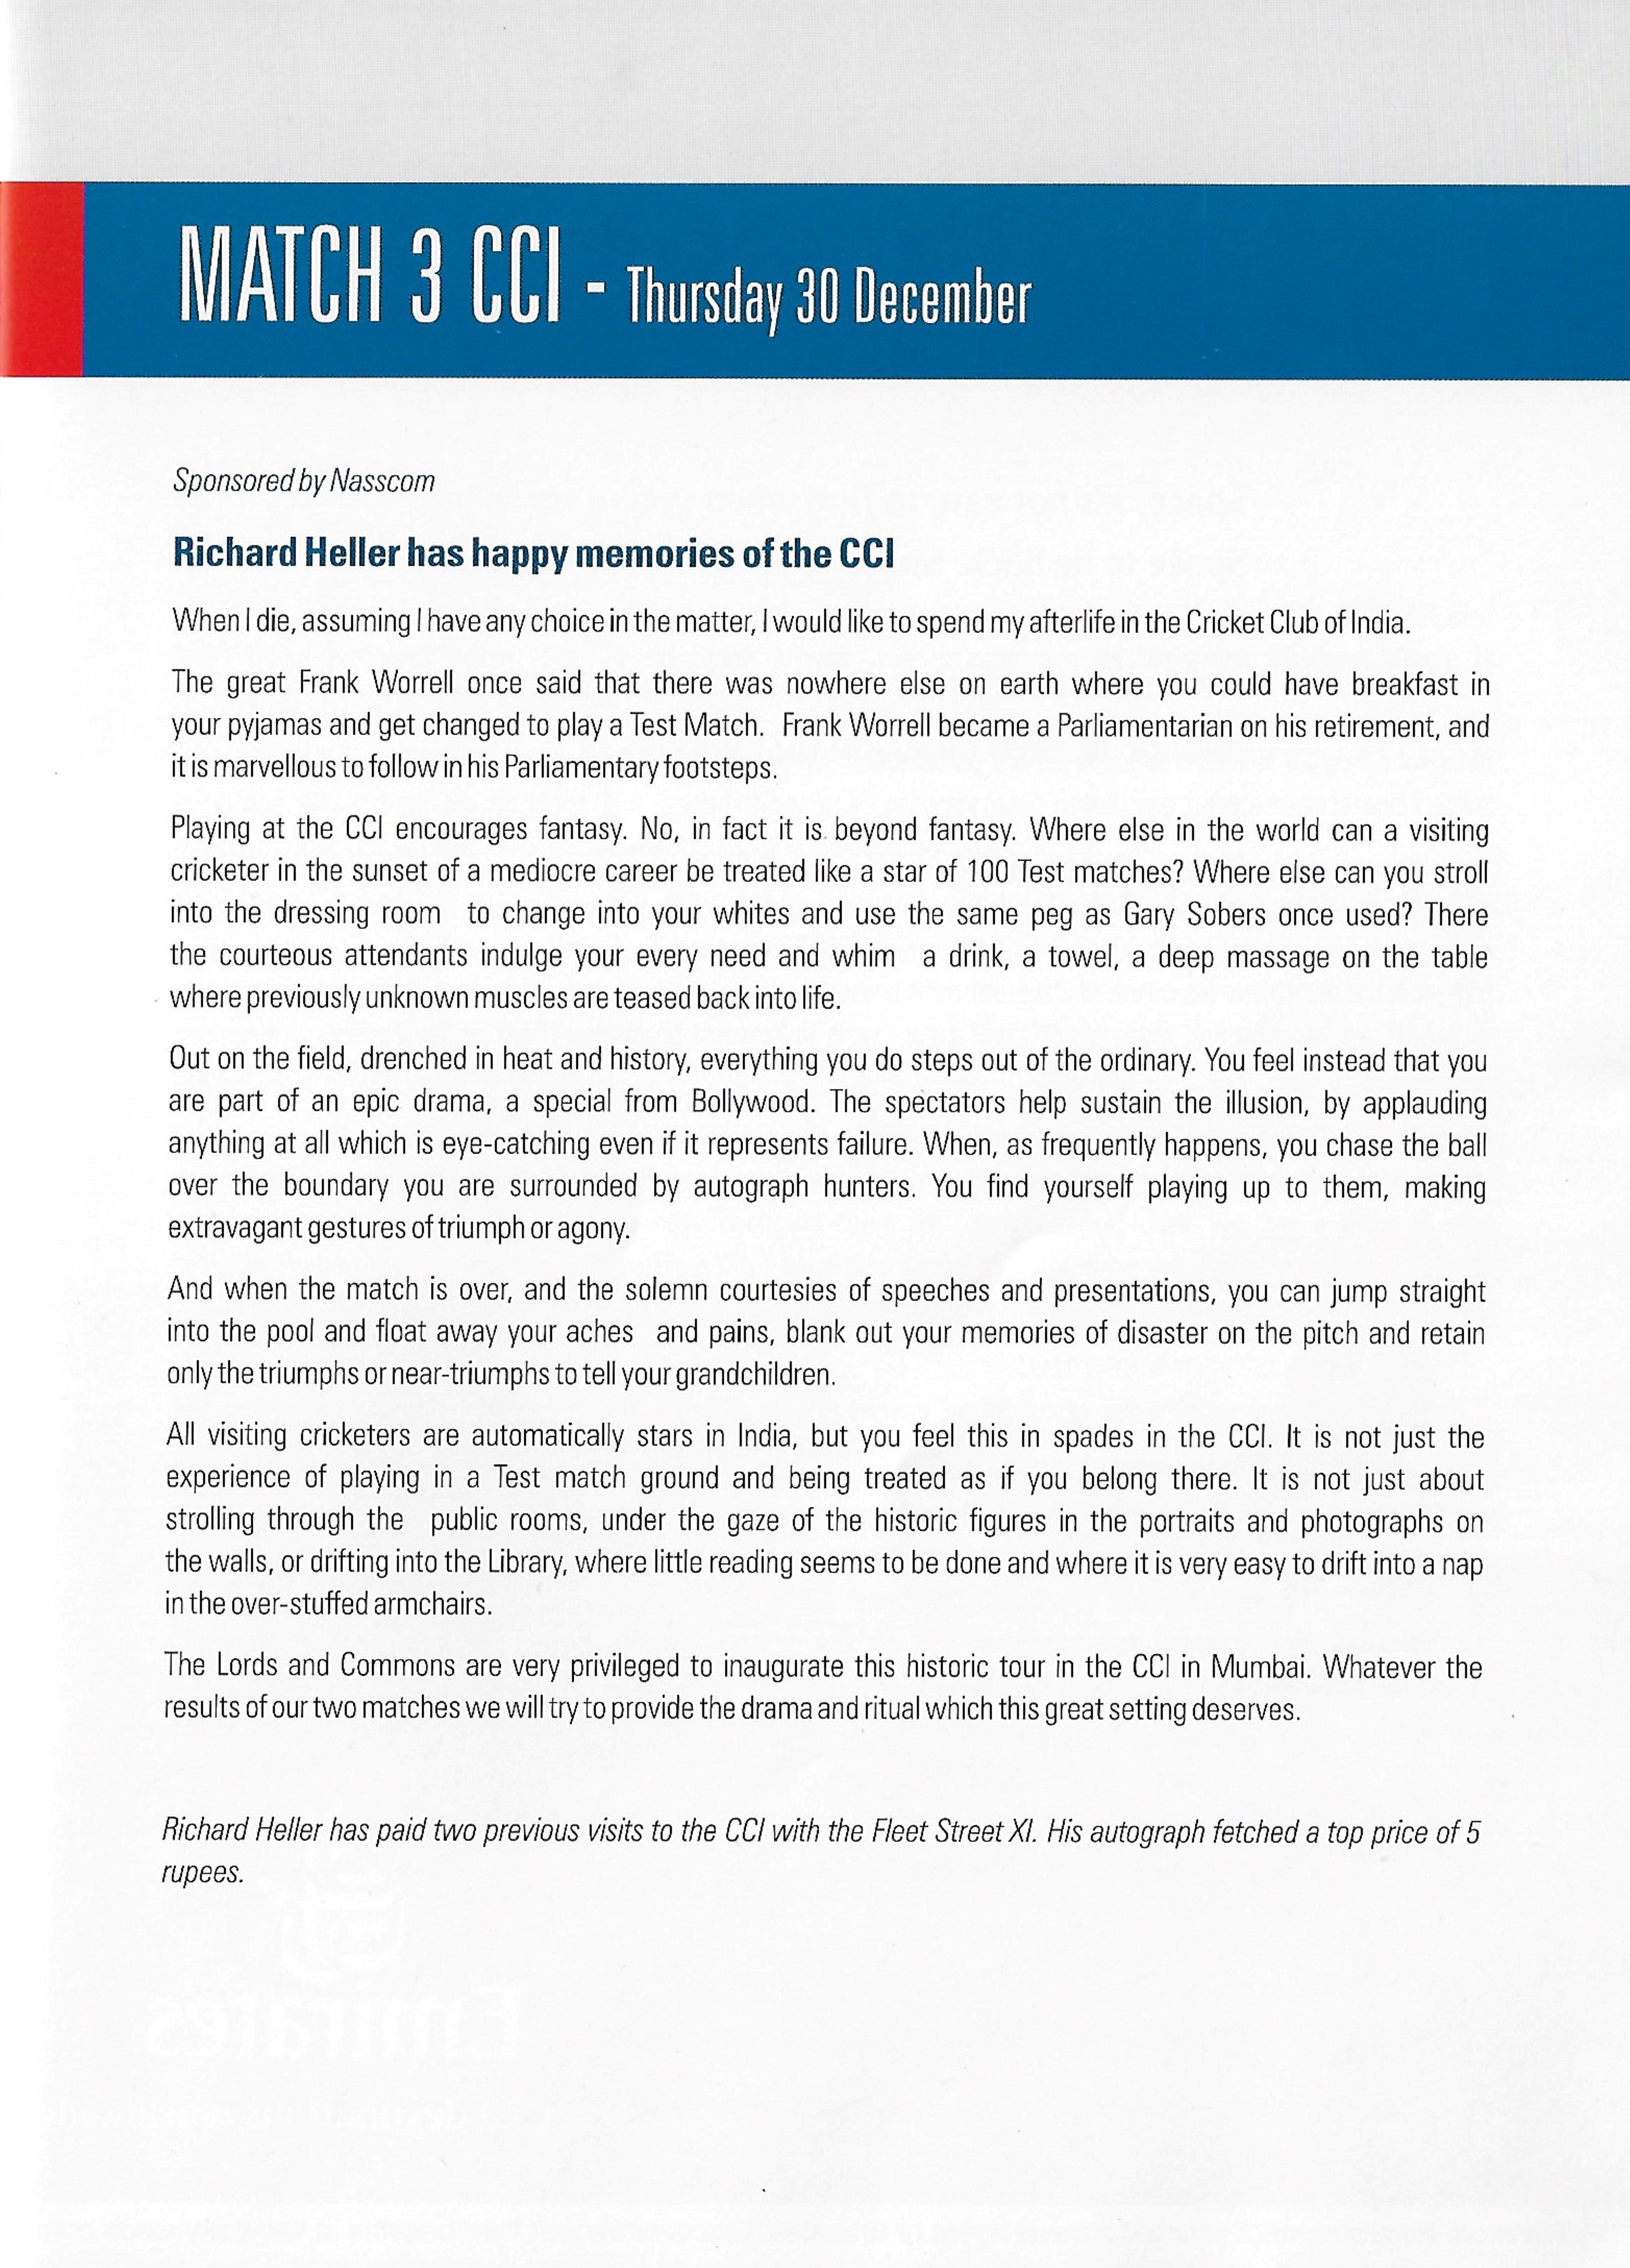 MATCH 3 CCI - Thursday 30 December
Sponsored by Nasscom
Richard Heller has happy memories of the CCI
When I die, assuming I have any choice in the matter, I would like to spend my afterlife in the Cricket Club of India.
The great Frank Worrell once said that there was nowhere else on earth where you could have breakfast in
your pyjamas and get changed to play a Test Match. Frank Worrell became a Parliamentarian on his retirement, and
it is marvellous to follow in his Parliamentary footsteps.
Playing at the CCI encourages fantasy. No, in fact it is beyond fantasy. Where else in the world can a visiting
cricketer in the sunset of a mediocre career be treated like a star of 100 Test matches? Where else can you stroll
into the dressing room to change into your whites and use the same peg as Gary Sobers once used? There
the courteous attendants indulge your every need and whim a drink, a towel, a deep massage on the table
where previously unknown muscles are teased back into life.
Out on the field, drenched in heat and history, everything you do steps out of the ordinary. You feel instead that you
are part of an epic drama, a special from Bollywood. The spectators help sustain the illusion, by applauding
anything at all which is eye-catching even if it represents failure. When, as frequently happens, you chase the ball
over the boundary you are surrounded by autograph hunters. You find yourself playing up to them, making
extravagant gestures of triumph or agony.
And when the match is over, and the solemn courtesies of speeches and presentations, you can jump straight
into the pool and float away your aches and pains, blank out your memories of disaster on the pitch and retain
only the triumphs or near-triumphs to tell your grandchildren.
All visiting cricketers are automatically stars in India, but you feel this in spades in the CCI. It is not just the
experience of playing in a Test match ground and being treated as if you belong there. It is not just about
strolling through the public rooms, under the gaze of the historic figures in the portraits and photographs on
the walls, or drifting into the Library, where little reading seems to be done and where it is very easy to drift into a nap
in the over-stuffed armchairs.
The Lords and Commons are very privileged to inaugurate this historic tour in the CCI in Mumbai. Whatever the
results of our two matches we will try to provide the drama and ritual which this great setting deserves.
Richard Heller has paid two previous visits to the CCI with the Fleet Street XI. His autograph fetched a top price of 5
rupees.
Emirates